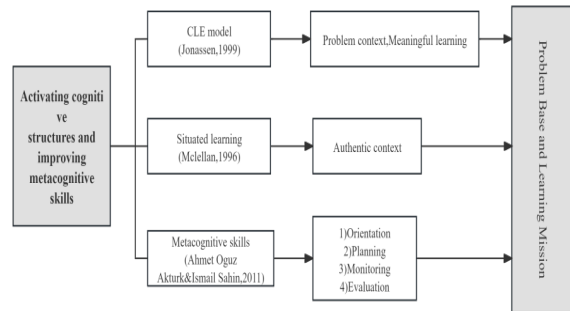 Activating cogniti
ve
structures and
improving
metacognitive
skills
CLE model
(Jonassen,1999)
Problem context,Meaningful learning
Situated learning
(Mclellan,1996)
Authentic context
Metacognitive skills
(Ahmet Oguz
Akturk&Ismail Sahin,2011)
1)Orientation
2)Planning
3)Monitoring
4)Evaluation
Problem Base and Learning Mission